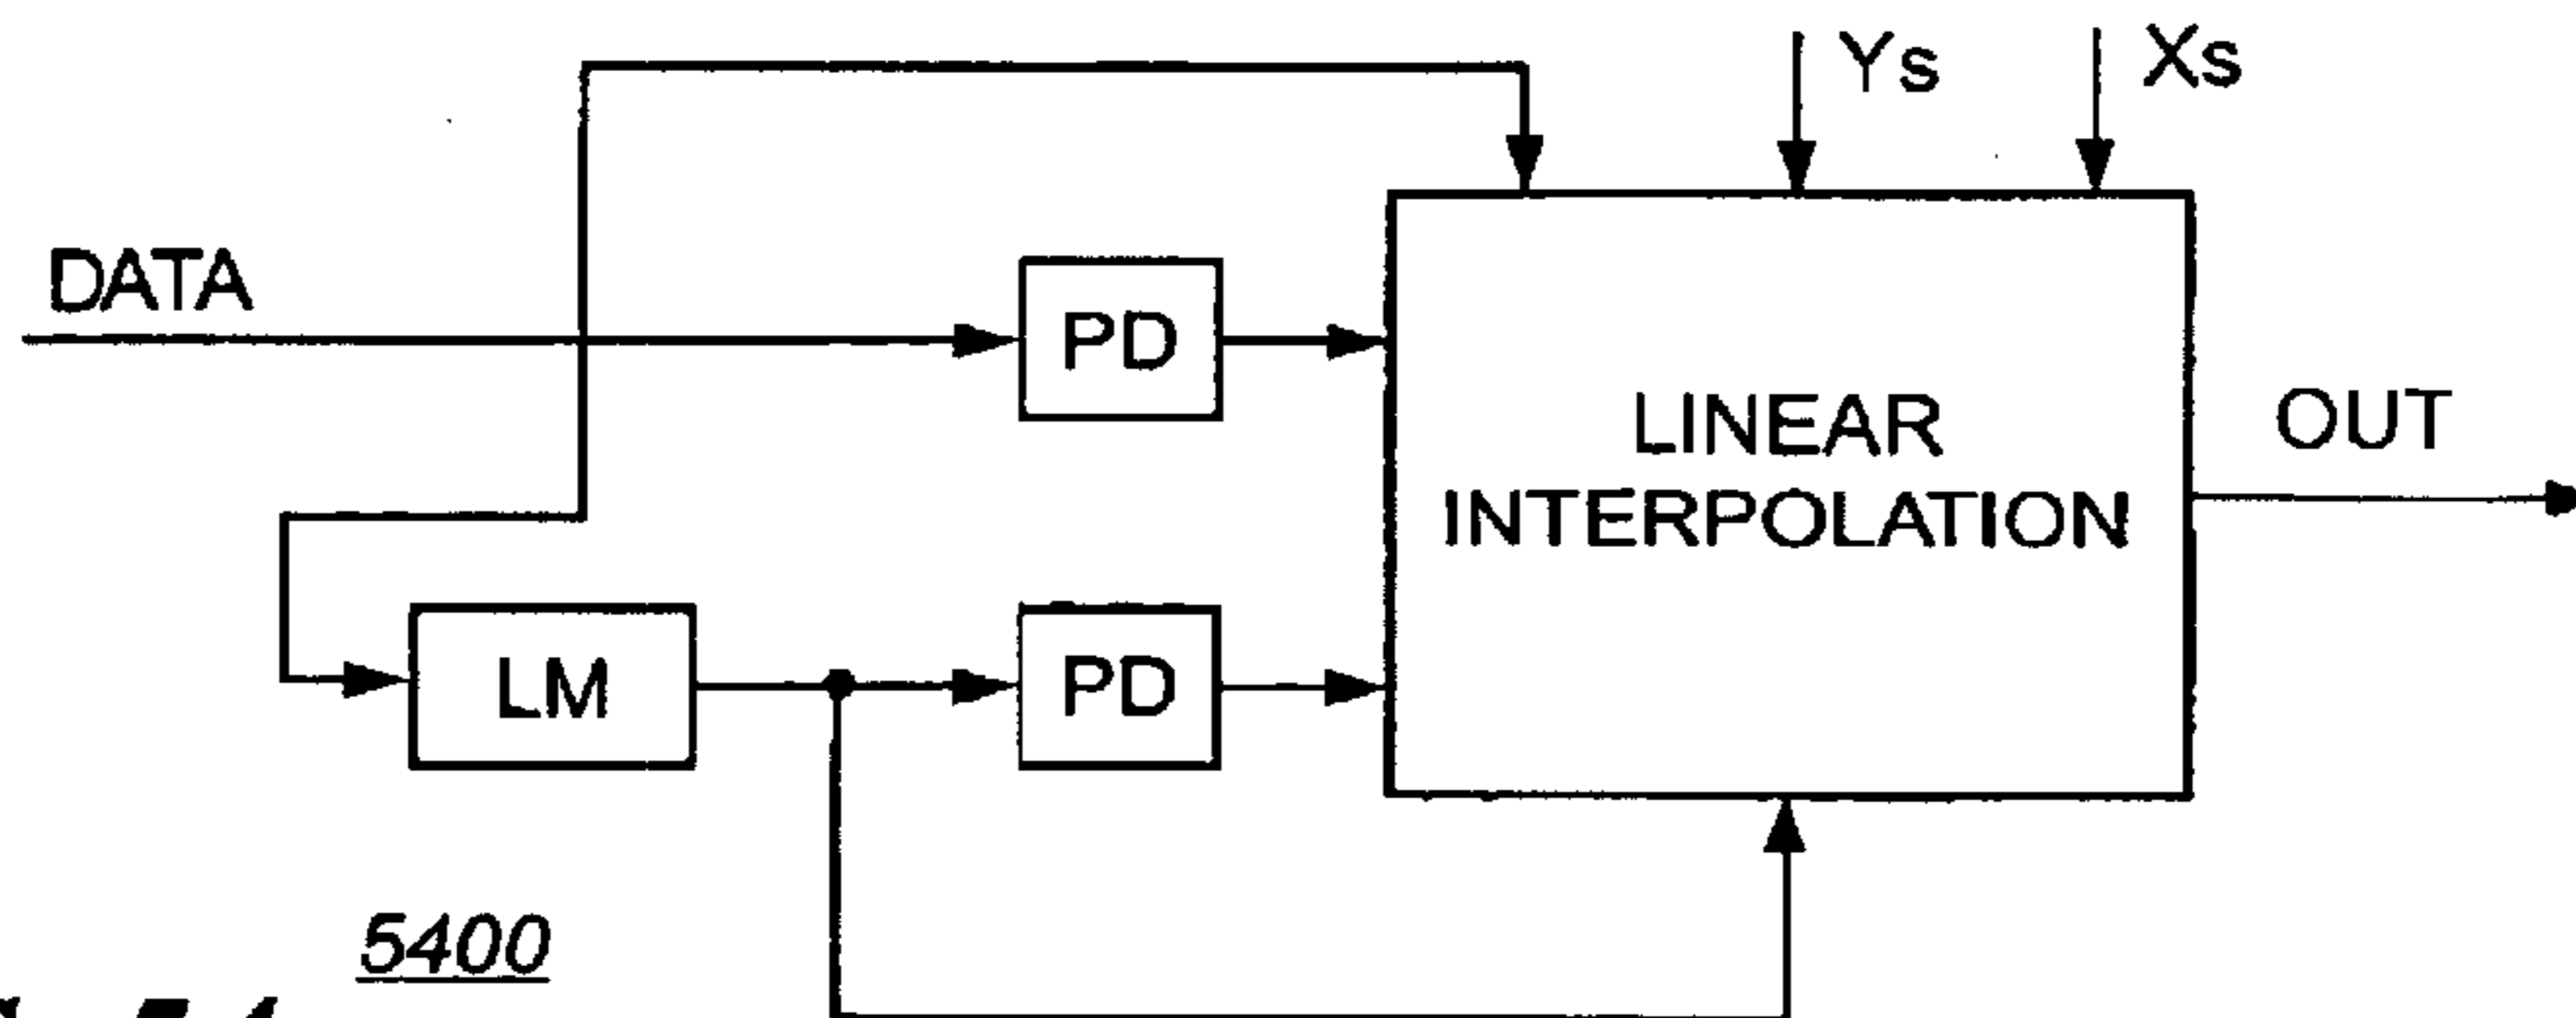 Ys
Xs
DATA
PD
LINEAR
INTERPOLATION
OUT
LM
PD
5400